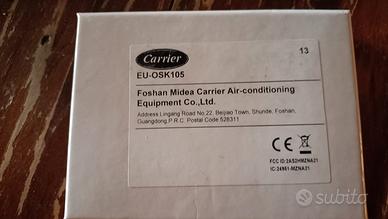 Carrier
13
EU-OSK105
Foshan Midea Carrier Air-conditioning
Equipment Co.,Ltd.
Address Lingang Road No.22, Beijiao Town, Shunde, Foshan,
Guangdong,P.R.C. Postal Code 528311
CE
FCC ID:2AS2HMZNA21
IC:24951-MZNA21
subito